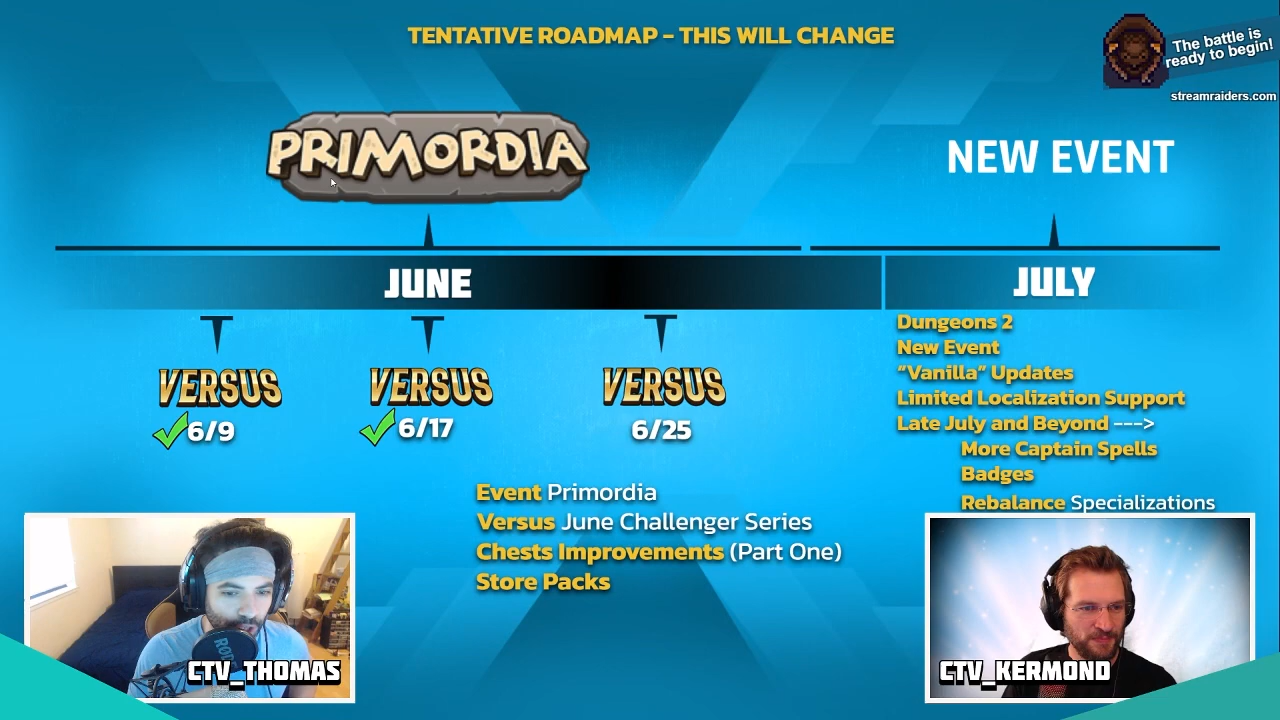 TENTATIVE ROADMAP - THIS WILL CHANGE
The battle is
ready to begin!
streamraiders.com
PRIMORDIA
NEW EVENT
JUNE
JULY
VERSUS
6/9
VERSUS
6/17
VERSUS
6/25
Event Primordia
Versus June Challenger Series
Chests Improvements (Part One)
Store Packs
Dungeons 2
New Event
“Vanilla” Updates
Limited Localization Support
Late July and Beyond --->
More Captain Spells
Badges
Rebalance Specializations
RØDE
CTV_THOMAS
CTV_KERMOND